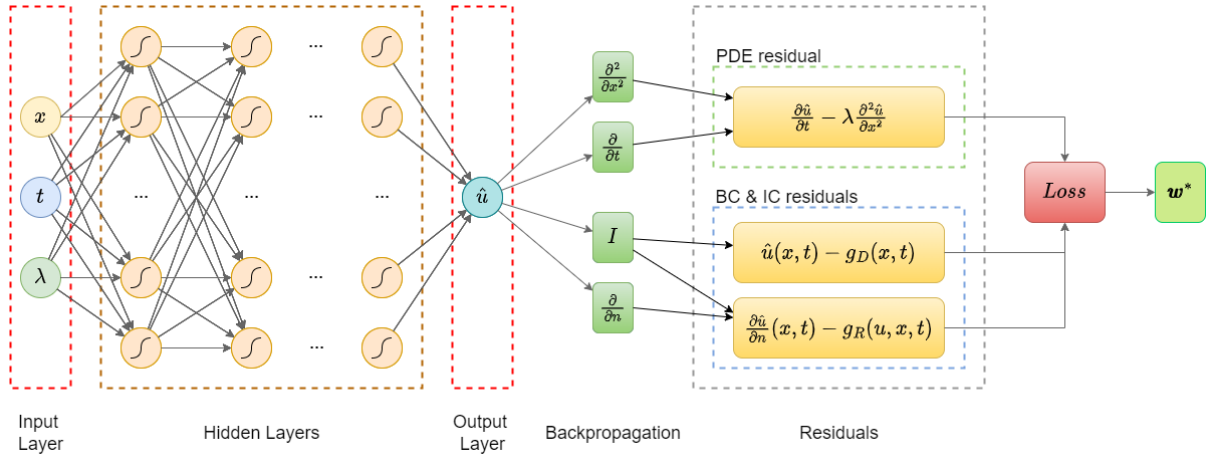 x
t
λ
...
...
...
...
...
...
...
û
∂²/∂x²
∂/∂t
I
∂/∂n
PDE residual
∂û/∂t − λ ∂²û/∂x²
BC & IC residuals
û(x, t) − g_D(x, t)
∂û/∂n (x, t) − g_R(u, x, t)
Loss
w*
Input
Layer
Hidden Layers
Output
Layer
Backpropagation
Residuals